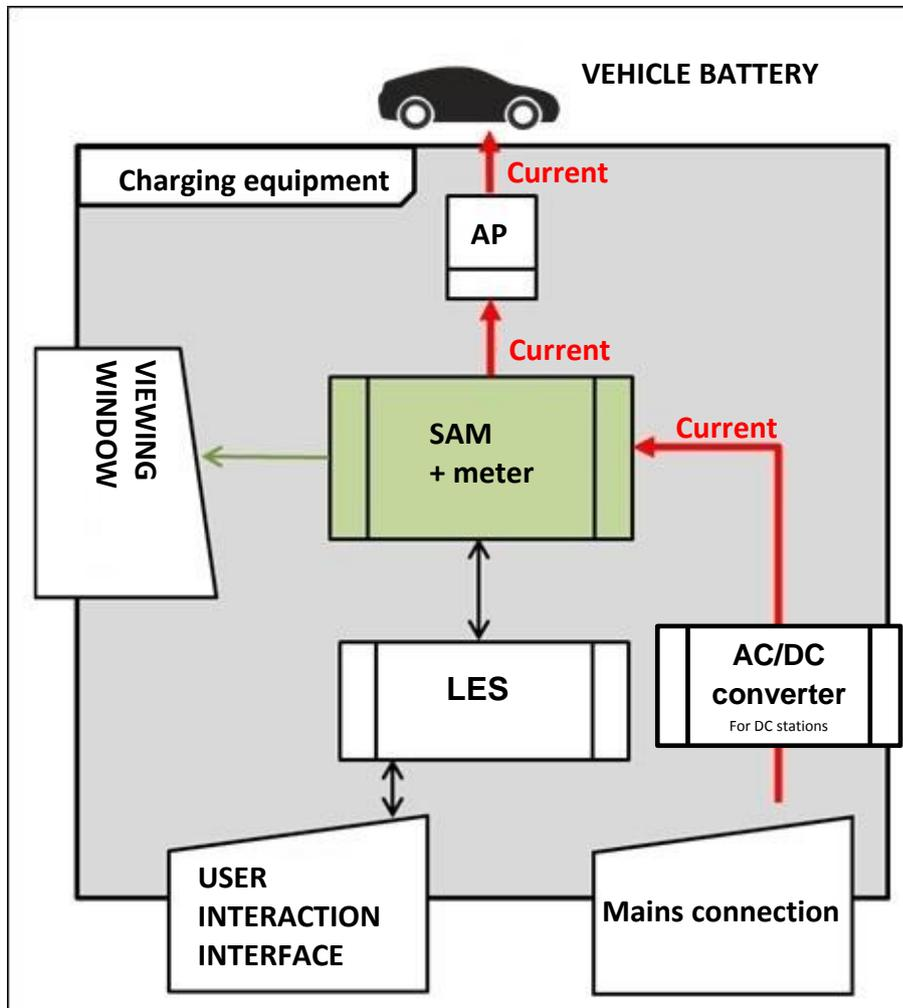 VEHICLE BATTERY
Charging equipment
Current
AP
Current
VIEWING
WINDOW
SAM
+ meter
Current
LES
AC/DC
converter
For DC stations
USER
INTERACTION
INTERFACE
Mains connection